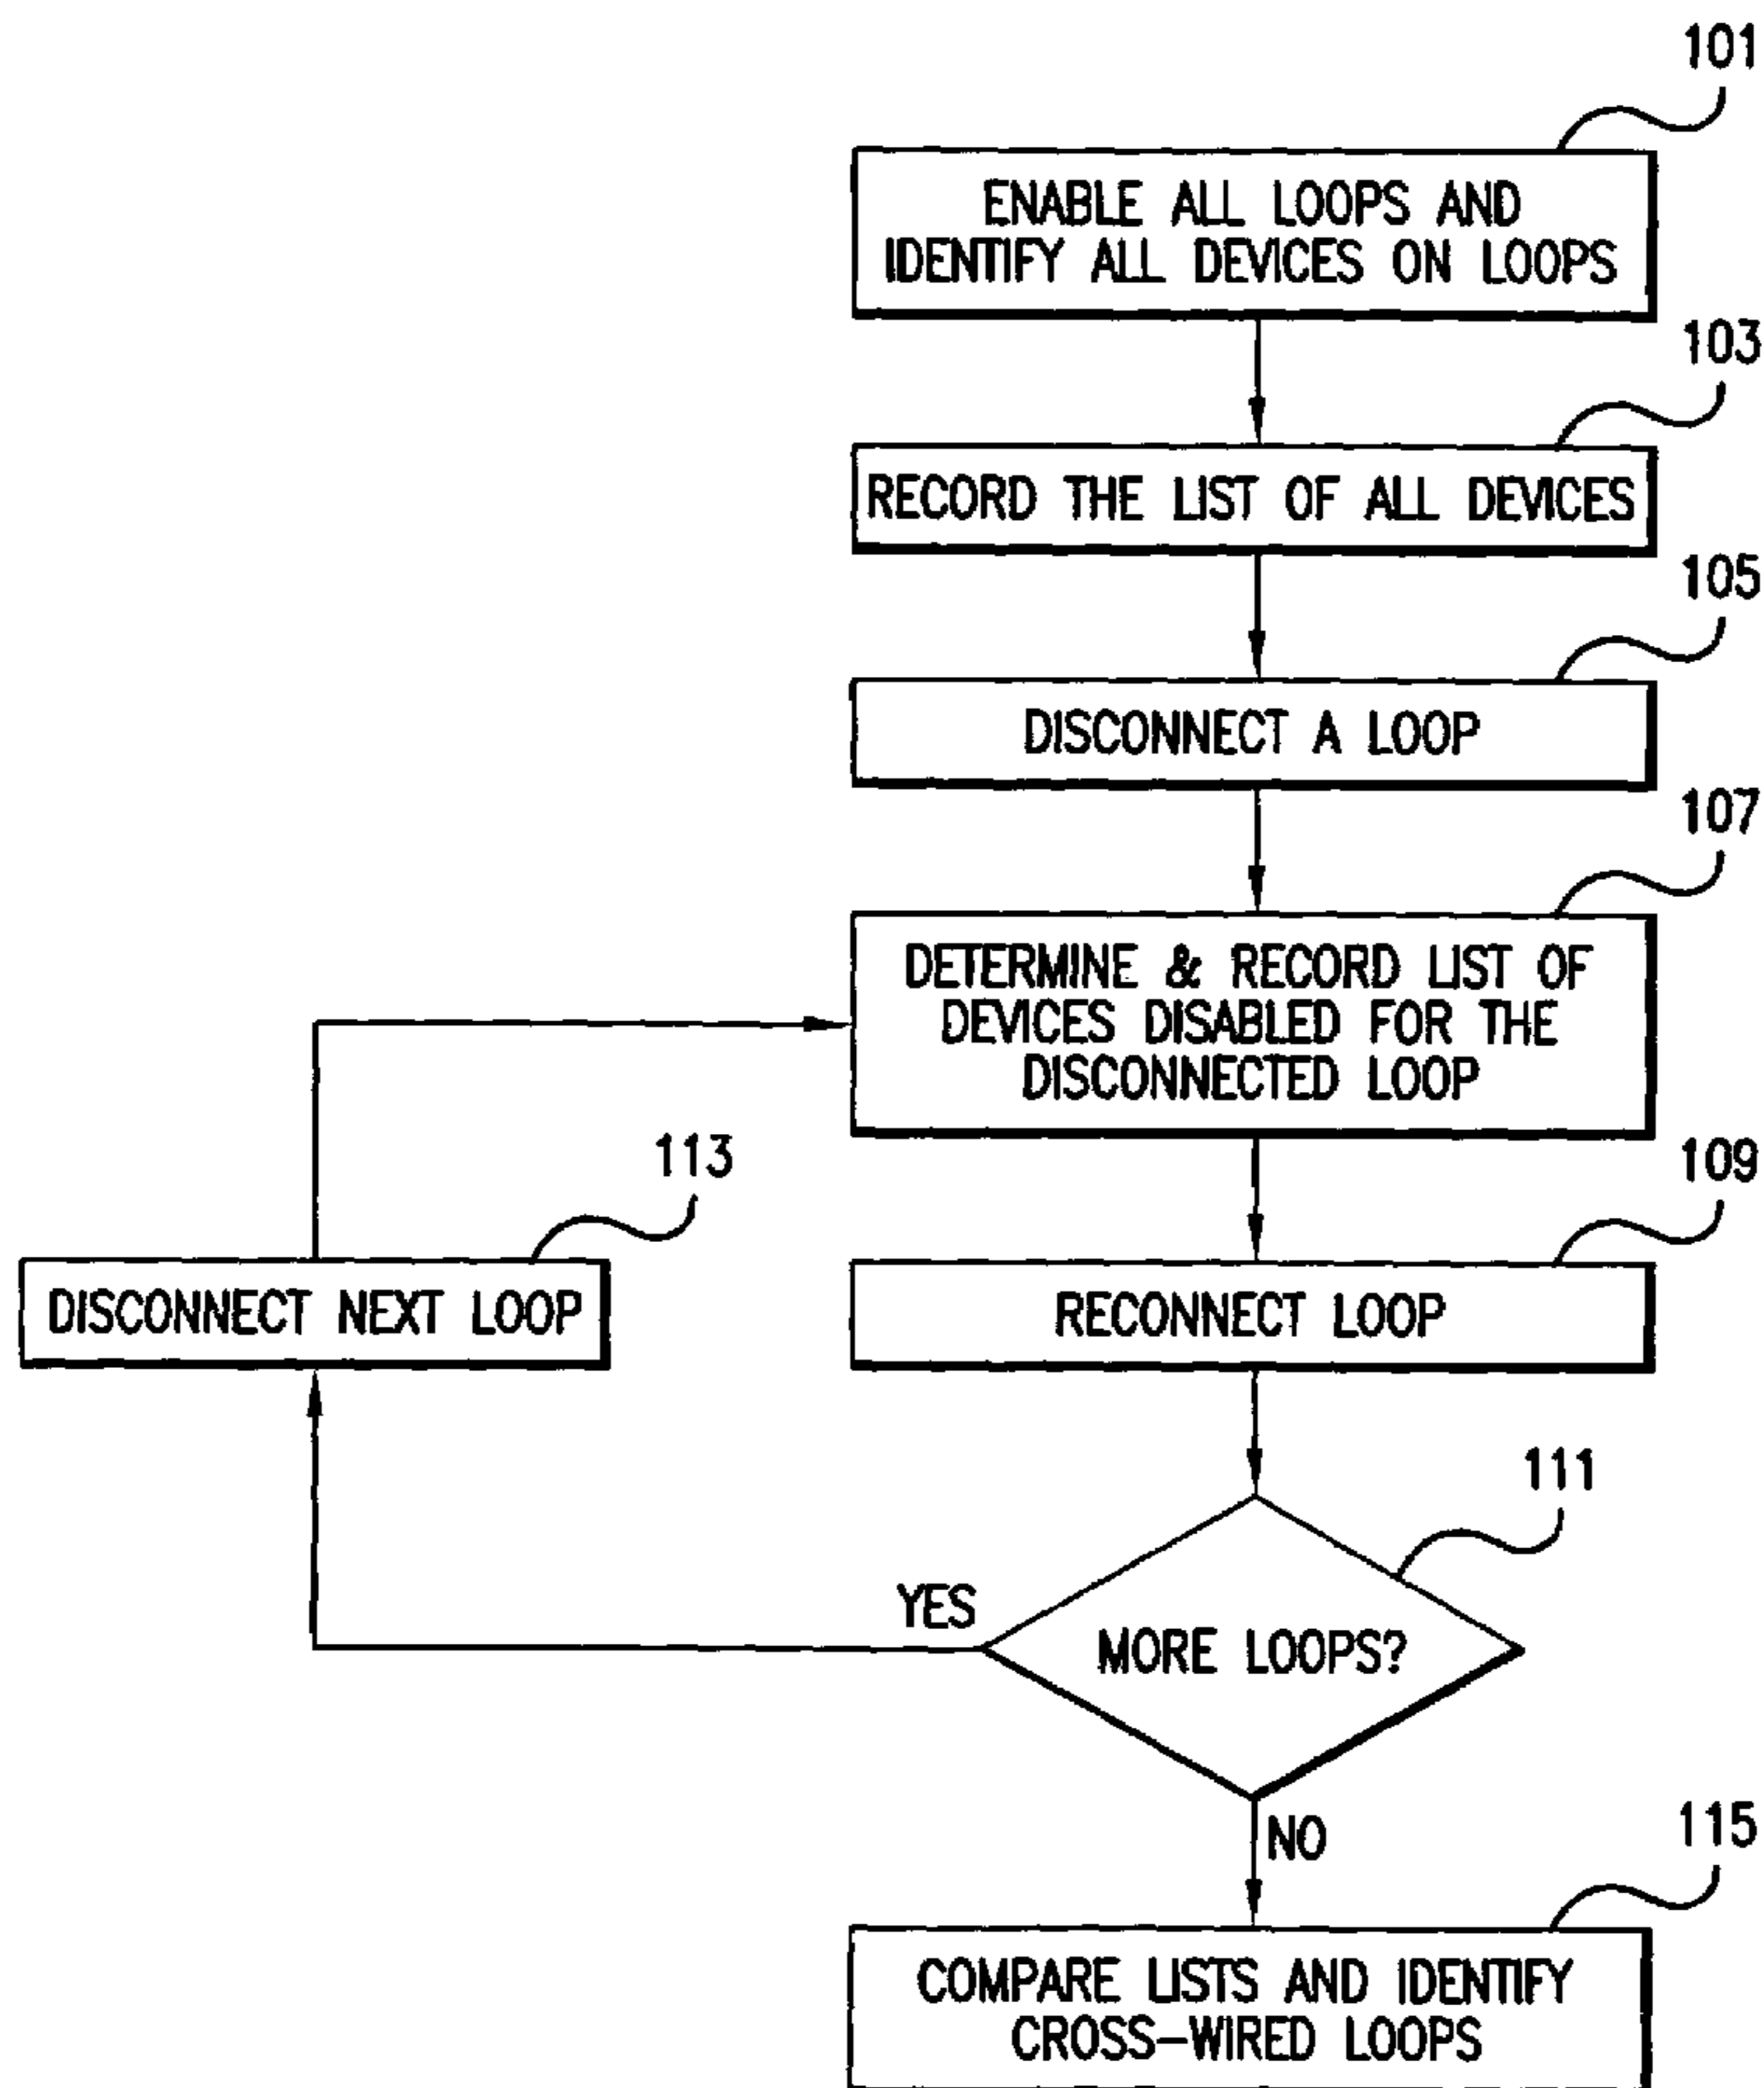 101
ENABLE ALL LOOPS AND
IDENTIFY ALL DEVICES ON LOOPS
103
RECORD THE LIST OF ALL DEVICES
105
DISCONNECT A LOOP
107
DETERMINE & RECORD LIST OF
DEVICES DISABLED FOR THE
DISCONNECTED LOOP
113
109
DISCONNECT NEXT LOOP
RECONNECT LOOP
111
YES
MORE LOOPS?
NO
115
COMPARE LISTS AND IDENTIFY
CROSS-WIRED LOOPS